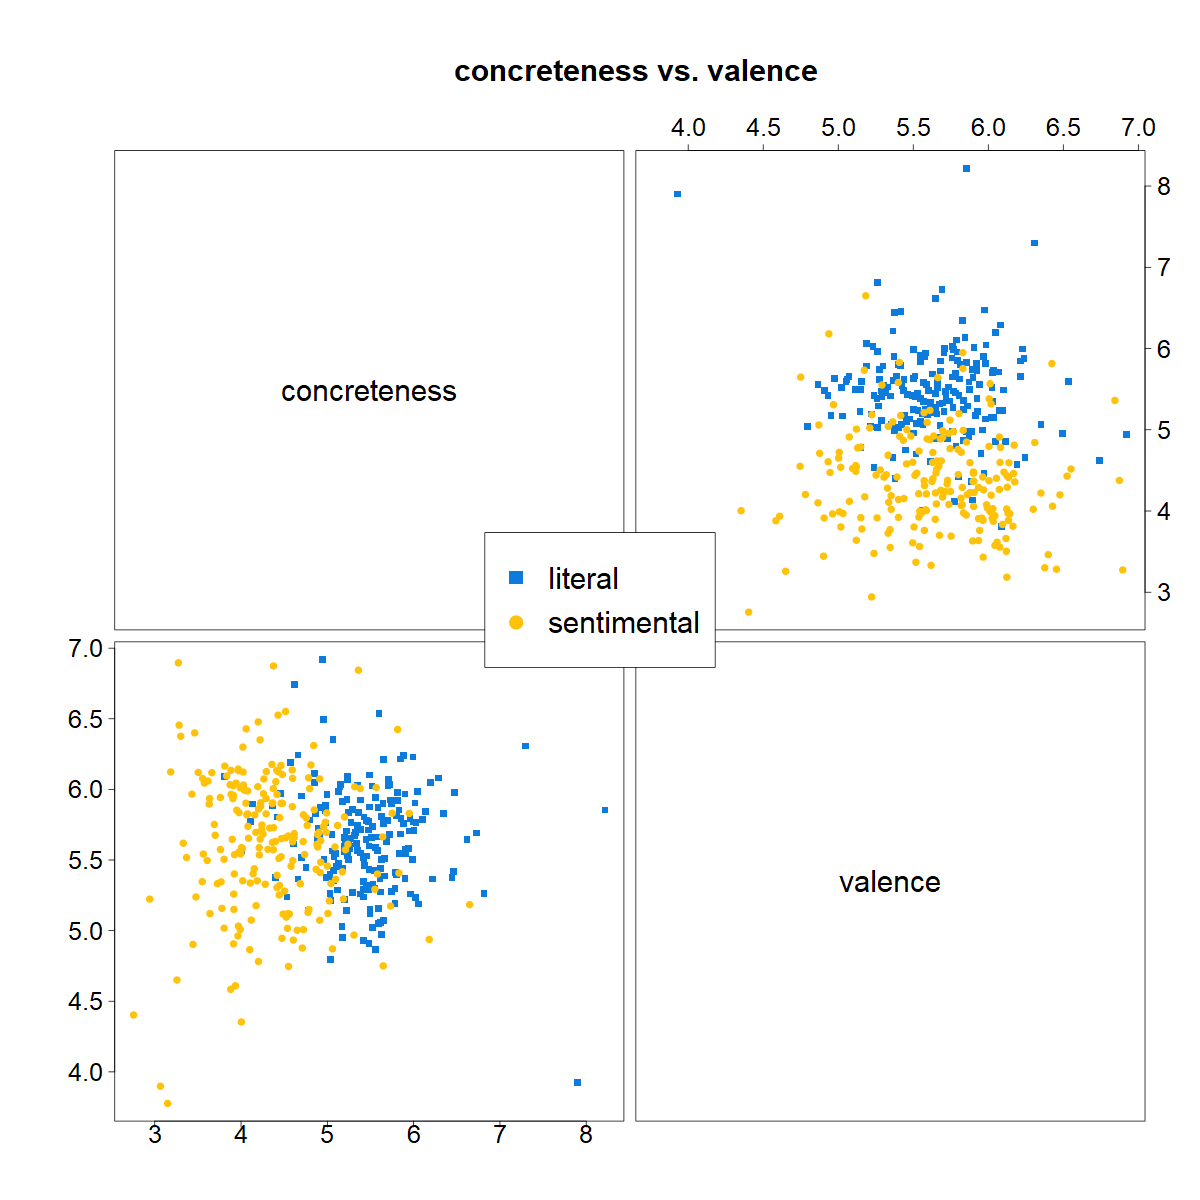 concreteness vs. valence
4.0 4.5 5.0 5.5 6.0 6.5 7.0
concreteness
8
7
6
5
4
3
literal
sentimental
7.0
6.5
6.0
5.5
5.0
4.5
4.0
valence
3 4 5 6 7 8